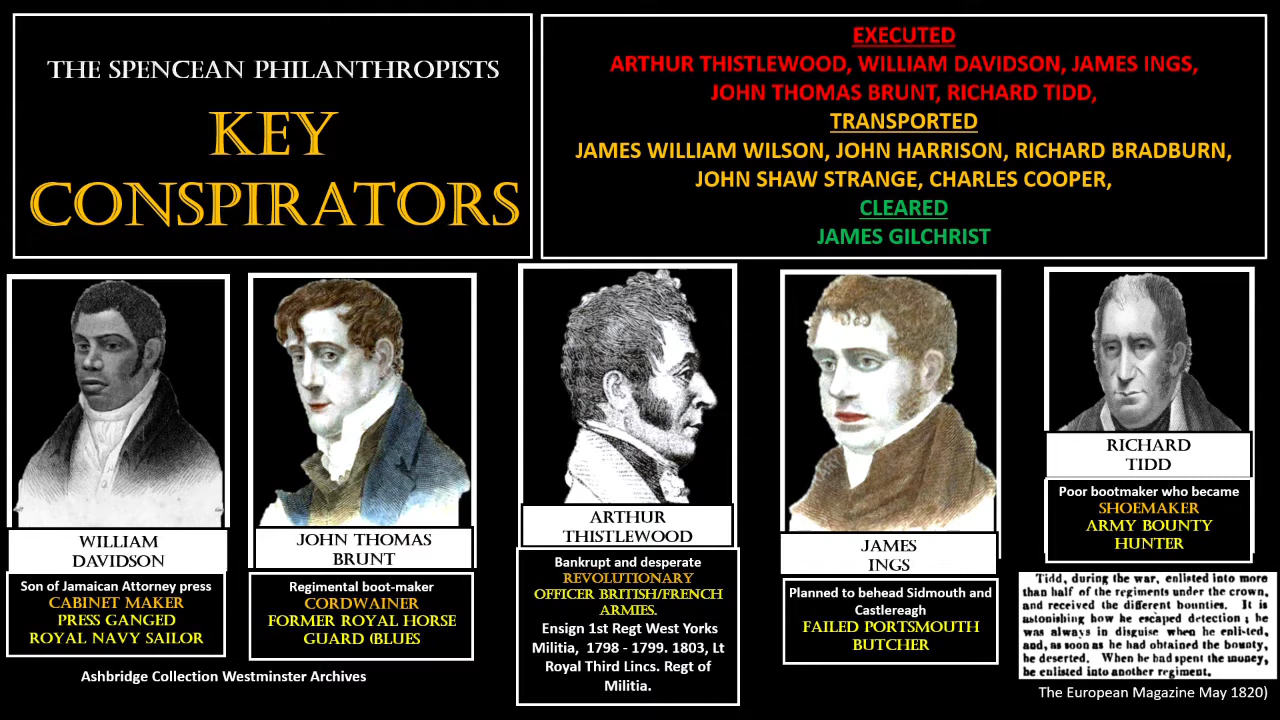 THE SPENCEAN PHILANTHROPISTS
KEY
CONSPIRATORS
EXECUTED
ARTHUR THISTLEWOOD, WILLIAM DAVIDSON, JAMES INGS,
JOHN THOMAS BRUNT, RICHARD TIDD,
TRANSPORTED
JAMES WILLIAM WILSON, JOHN HARRISON, RICHARD BRADBURN,
JOHN SHAW STRANGE, CHARLES COOPER,
CLEARED
JAMES GILCHRIST
WILLIAM
DAVIDSON
Son of Jamaican Attorney press
CABINET MAKER
PRESS GANGED
ROYAL NAVY SAILOR
JOHN THOMAS
BRUNT
Regimental boot-maker
CORDWAINER
FORMER ROYAL HORSE
GUARD (BLUES
Ashbridge Collection Westminster Archives
ARTHUR
THISTLEWOOD
Bankrupt and desperate
REVOLUTIONARY
OFFICER BRITISH/FRENCH
ARMIES.
Ensign 1st Regt West Yorks
Militia, 1798 - 1799. 1803, Lt
Royal Third Lincs. Regt of
Militia.
JAMES
INGS
Planned to behead Sidmouth and
Castlereagh
FAILED PORTSMOUTH
BUTCHER
RICHARD
TIDD
Poor bootmaker who became
SHOEMAKER
ARMY BOUNTY
HUNTER
Tidd, during the war, enlisted into more
than half of the regiments under the crown,
and received the different bounties. It is
astonishing how he escaped detection; he
was always in disguise when he enlisted,
and, as soon as he had obtained the bounty,
he deserted. When he had spent the money,
he enlisted into another regiment.
The European Magazine May 1820)